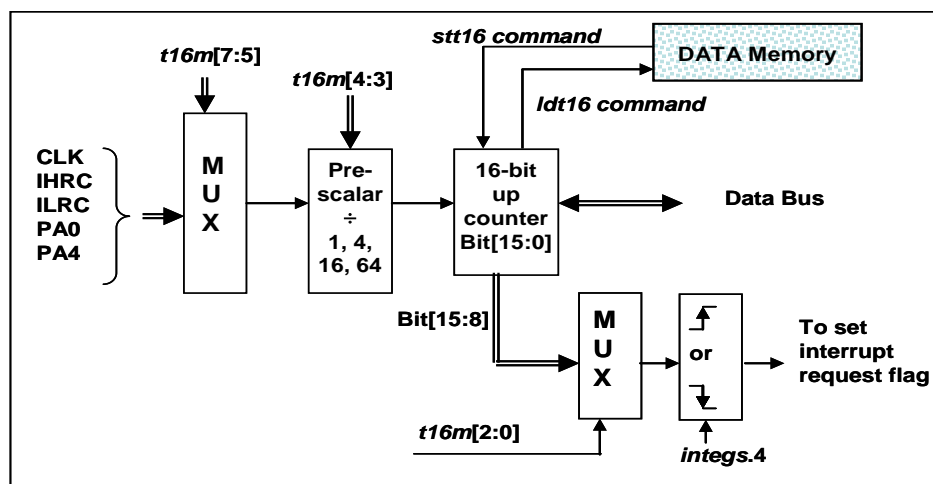 stt16 command
DATA Memory
t16m[7:5]
t16m[4:3]
ldt16 command
CLK
IHRC
ILRC
PA0
PA4
M
U
X
Pre-
scalar
÷
1, 4,
16, 64
16-bit
up
counter
Bit[15:0]
Data Bus
Bit[15:8]
M
U
X
or
To set
interrupt
request flag
t16m[2:0]
integs.4